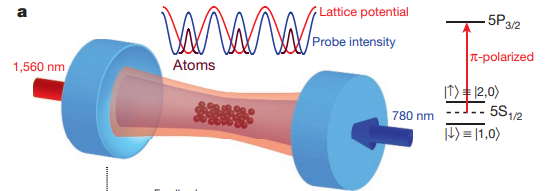 a
Lattice potential
Probe intensity
Atoms
1,560 nm
780 nm
5P3/2
π-polarized
|↑⟩ ≡ |2,0⟩
5S1/2
|↓⟩ ≡ |1,0⟩